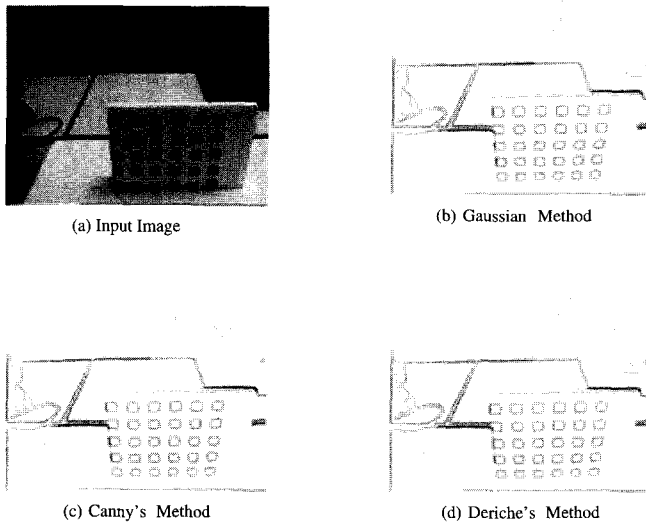 (a) Input Image
(b) Gaussian Method
(c) Canny's Method
(d) Deriche's Method